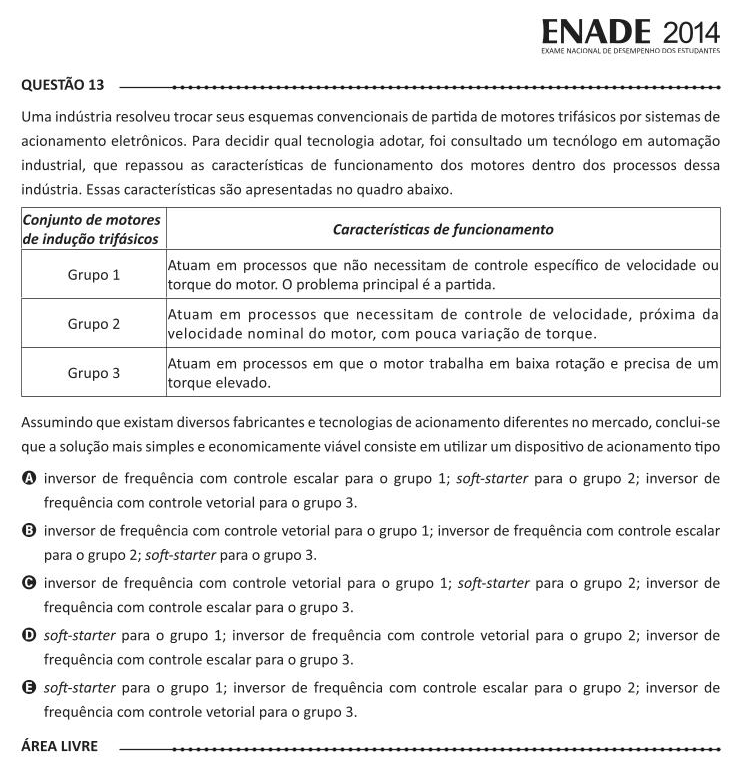 ENADE 2014
EXAME NACIONAL DE DESEMPENHO DOS ESTUDANTES
QUESTÃO 13
Uma indústria resolveu trocar seus esquemas convencionais de partida de motores trifásicos por sistemas de
acionamento eletrônicos. Para decidir qual tecnologia adotar, foi consultado um tecnólogo em automação
industrial, que repassou as características de funcionamento dos motores dentro dos processos dessa
indústria. Essas características são apresentadas no quadro abaixo.
Conjunto de motores
de indução trifásicos
Características de funcionamento
Grupo 1
Atuam em processos que não necessitam de controle específico de velocidade ou
torque do motor. O problema principal é a partida.
Grupo 2
Atuam em processos que necessitam de controle de velocidade, próxima da
velocidade nominal do motor, com pouca variação de torque.
Grupo 3
Atuam em processos em que o motor trabalha em baixa rotação e precisa de um
torque elevado.
Assumindo que existam diversos fabricantes e tecnologias de acionamento diferentes no mercado, conclui-se
que a solução mais simples e economicamente viável consiste em utilizar um dispositivo de acionamento tipo
A inversor de frequência com controle escalar para o grupo 1; soft-starter para o grupo 2; inversor de
frequência com controle vetorial para o grupo 3.
B inversor de frequência com controle vetorial para o grupo 1; inversor de frequência com controle escalar
para o grupo 2; soft-starter para o grupo 3.
C inversor de frequência com controle vetorial para o grupo 1; soft-starter para o grupo 2; inversor de
frequência com controle escalar para o grupo 3.
D soft-starter para o grupo 1; inversor de frequência com controle vetorial para o grupo 2; inversor de
frequência com controle escalar para o grupo 3.
E soft-starter para o grupo 1; inversor de frequência com controle escalar para o grupo 2; inversor de
frequência com controle vetorial para o grupo 3.
ÁREA LIVRE